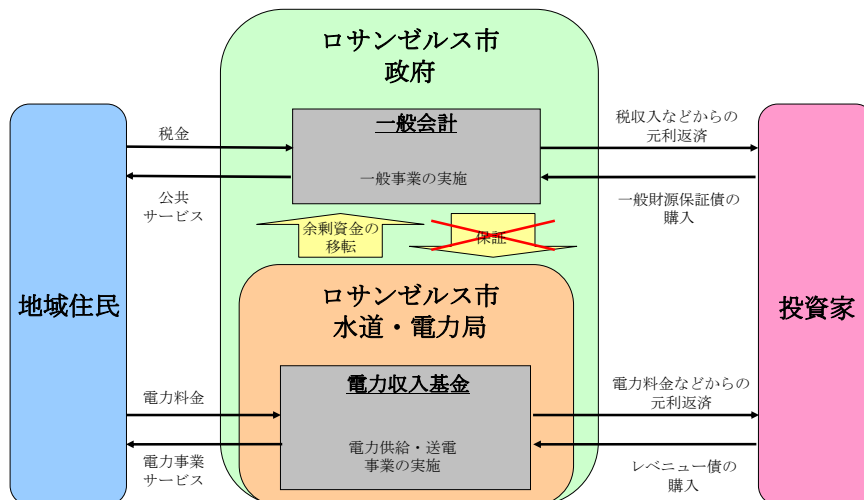 ロサンゼルス市
政府
一般会計
一般事業の実施
税金
公共
サービス
税収入などからの
元利返済
一般財源保証債の
購入
余剰資金の
移転
保証
地域住民
投資家
ロサンゼルス市
水道・電力局
電力収入基金
電力供給・送電
事業の実施
電力料金
電力事業
サービス
電力料金などからの
元利返済
レベニュー債の
購入